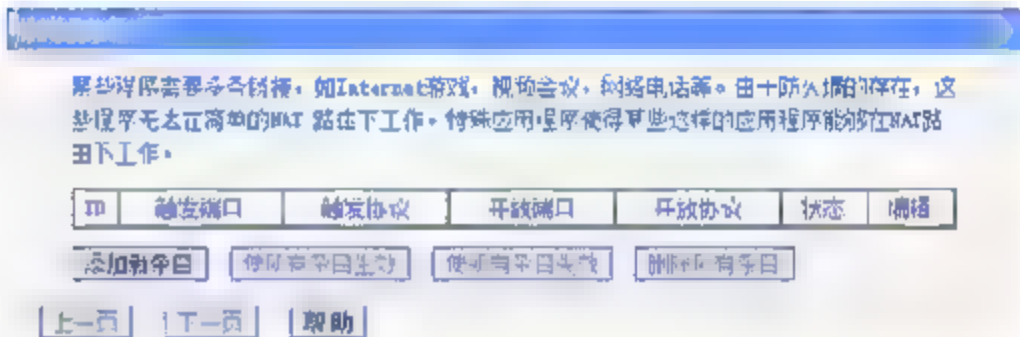 某些程序需要多条链接，如Internet游戏，视频会议，网络电话等。由于防火墙的存在，这
些程序无法在简单的NAT 路由下工作。特殊应用程序使得某些这样的应用程序能够在NAT路
由下工作。
ID 触发端口 触发协议 开放端口 开放协议 状态 编辑
添加新条目 使所有条目生效 使所有条目失效 删除所有条目
上一页 下一页 帮助